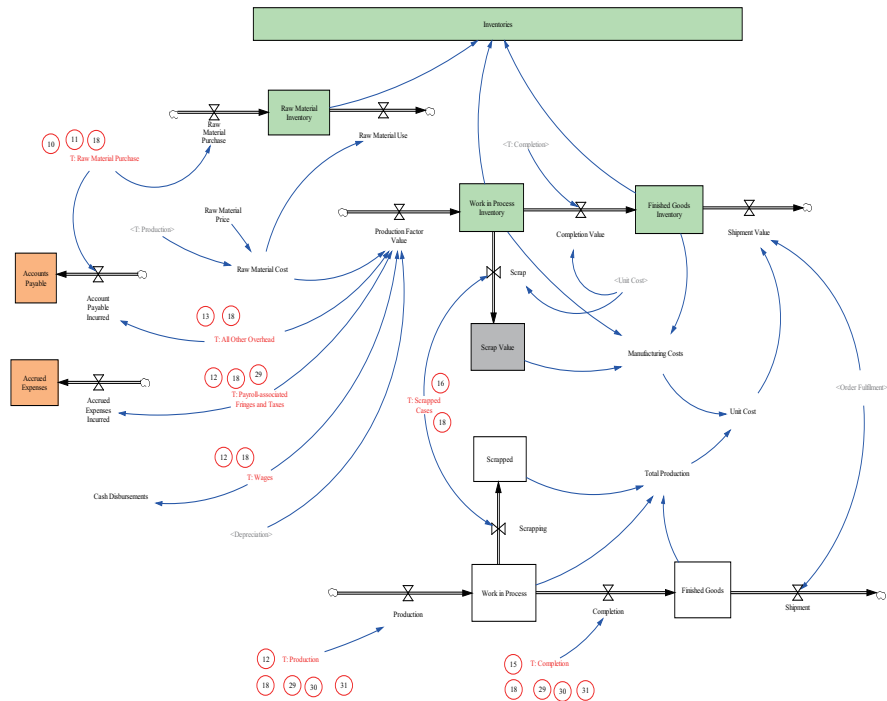 Inventories
Raw Material
Inventory
Raw
Material
Purchase
Raw Material Use
10
11
18
T: Raw Material Purchase
<T: Completion>
<T: Production>
Raw Material
Price
Raw Material Cost
Production Factor
Value
Work in Process
Inventory
Completion Value
Finished Goods
Inventory
Shipment Value
Accounts
Payable
Account
Payable
Incurred
Scrap
<Unit Cost>
13
18
T: All Other Overhead
Scrap Value
Manufacturing Costs
Accrued
Expenses
Accrued
Expenses
Incurred
12
18
29
T: Payroll-associated
Fringes and Taxes
16
T: Scrapped
Cases
18
<Order Fulfilment>
Unit Cost
12
18
T: Wages
Cash Disbursements
Scrapped
Total Production
<Depreciation>
Scrapping
Production
Work in Process
Completion
Finished Goods
Shipment
12
T: Production
18
29
30
31
15
T: Completion
18
29
30
31